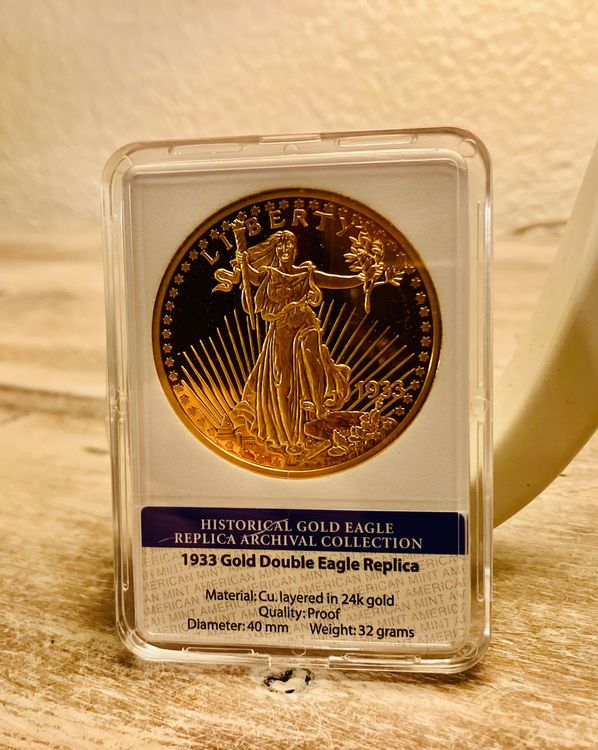 LIBERTY
1933
HISTORICAL GOLD EAGLE
REPLICA ARCHIVAL COLLECTION
1933 Gold Double Eagle Replica
Material: Cu. layered in 24k gold
Quality: Proof
Diameter: 40 mm Weight: 32 grams